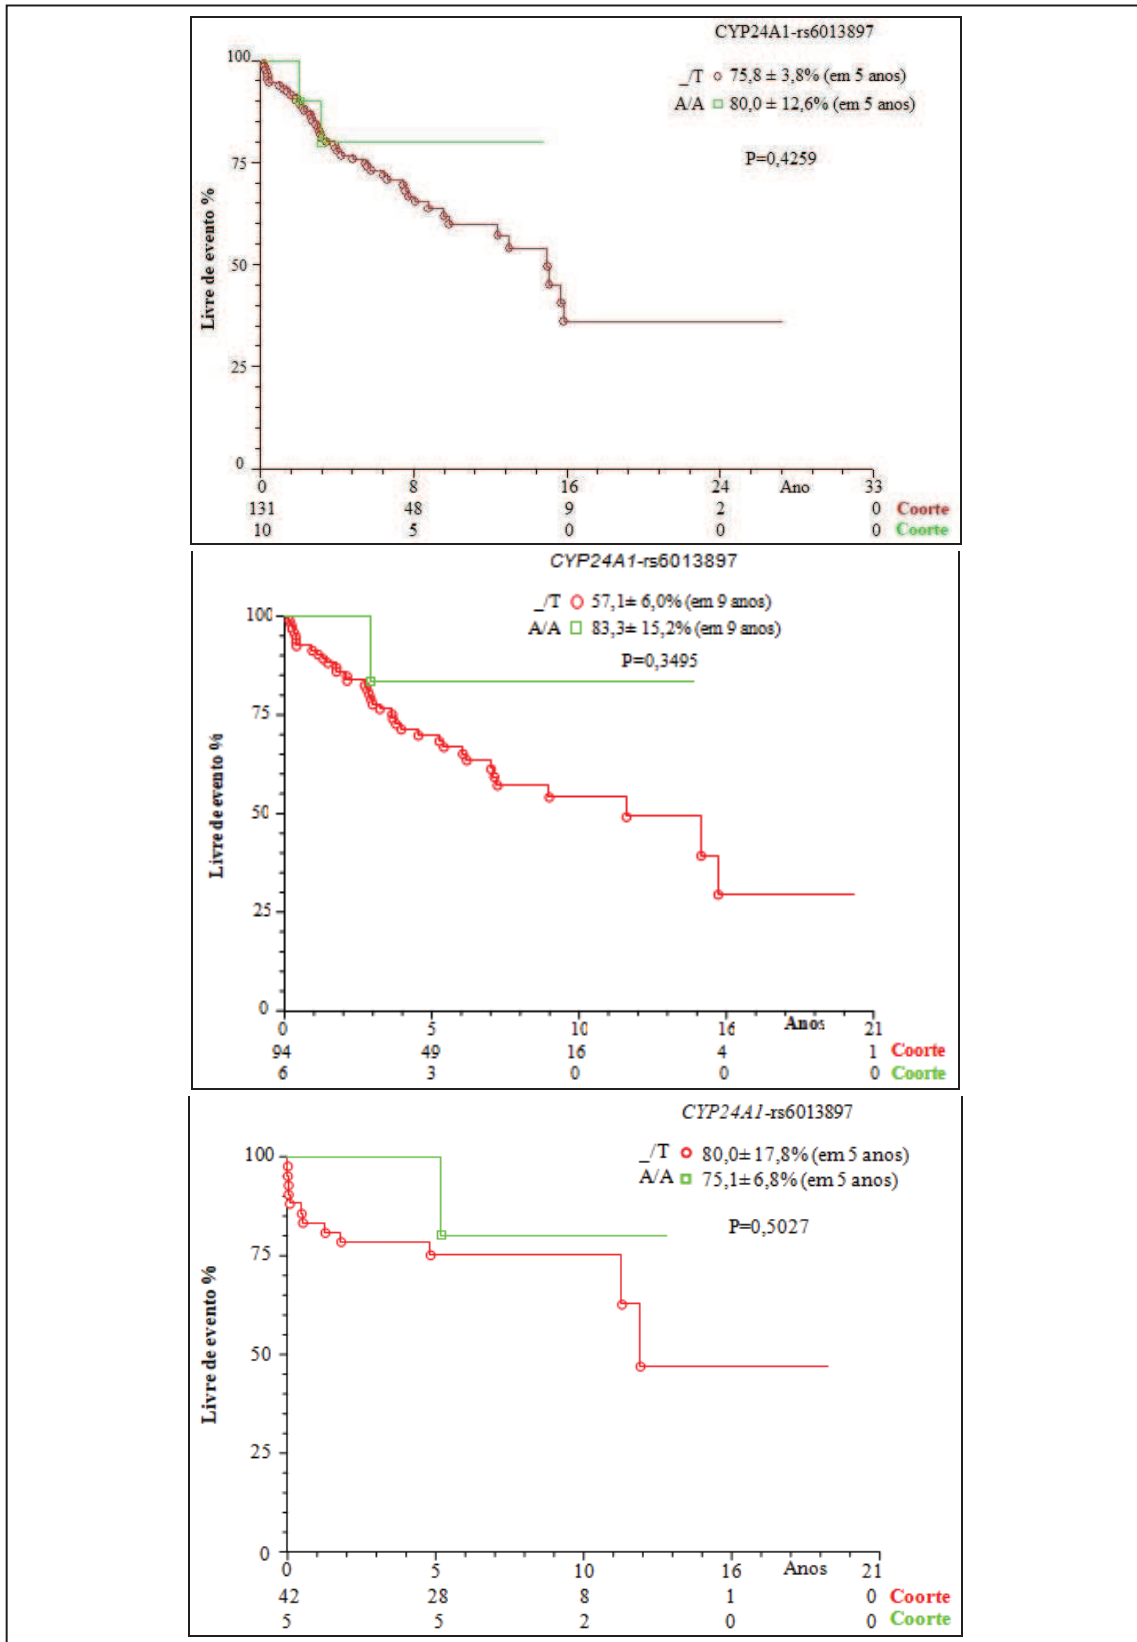 CYP24A1-rs6013897
_/T 75,8 ± 3,8% (em 5 anos)
A/A 80,0 ± 12,6% (em 5 anos)
P=0,4259
Livre de evento %
100
75
50
25
0
0 8 16 24 Ano 33
131 48 9 2 0 Coorte
10 5 0 0 0 Coorte
CYP24A1-rs6013897
_/T 57,1± 6,0% (em 9 anos)
A/A 83,3± 15,2% (em 9 anos)
P=0,3495
Livre de evento %
100
75
50
25
0
0 5 10 16 Anos 21
94 49 16 4 1 Coorte
6 3 0 0 0 Coorte
CYP24A1-rs6013897
_/T 80,0± 17,8% (em 5 anos)
A/A 75,1± 6,8% (em 5 anos)
P=0,5027
Livre de evento %
100
75
50
25
0
0 5 10 16 Anos 21
42 28 8 1 0 Coorte
5 5 2 0 0 Coorte